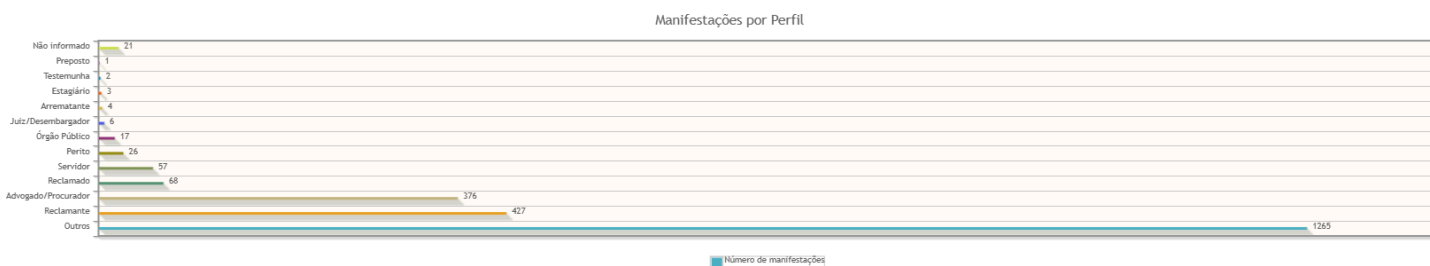 Manifestações por Perfil
Não informado 21
Preposto 1
Testemunha 2
Estagiário 3
Arrematante 4
Juiz/Desembargador 6
Órgão Público 17
Perito 26
Servidor 57
Reclamado 68
Advogado/Procurador 376
Reclamante 427
Outros 1265
Número de manifestações